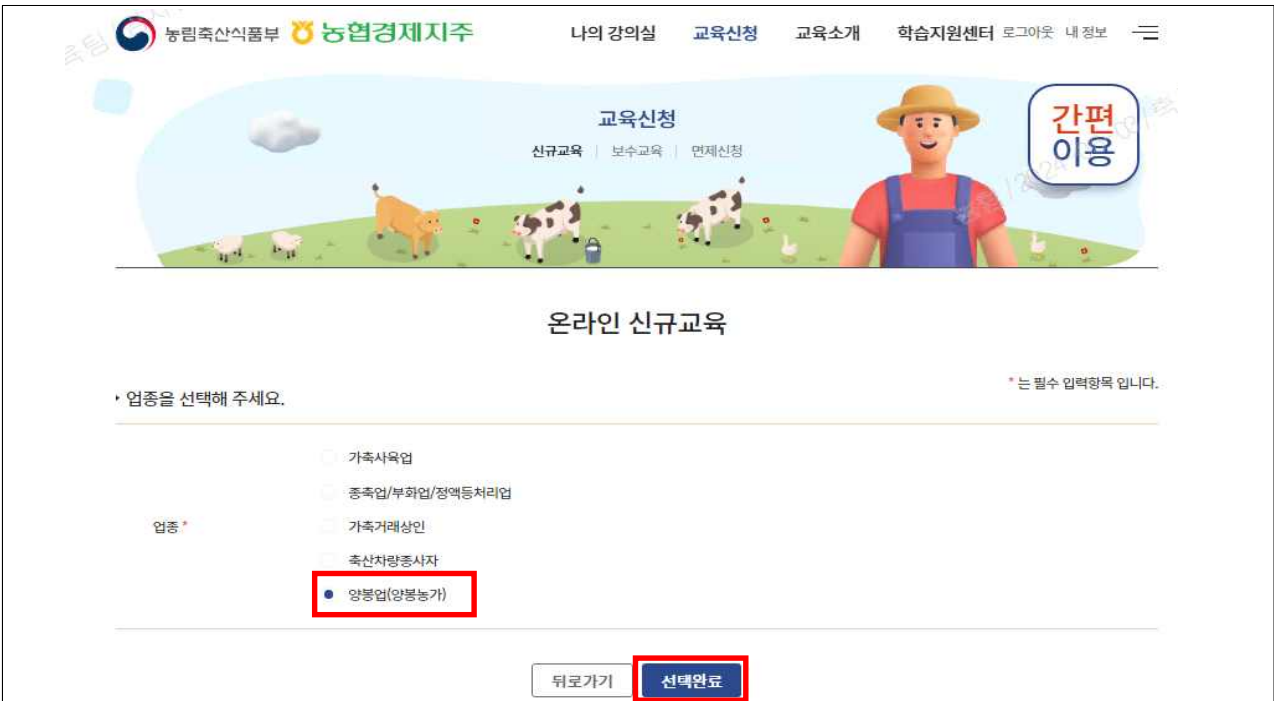 농림축산식품부 농협경제지주 나의 강의실 교육신청 교육소개 학습지원센터 로그아웃 내 정보
교육신청
신규교육 | 보수교육 | 면제신청
간편
이용
온라인 신규교육
* 는 필수 입력항목 입니다.
업종을 선택해 주세요.
가축사육업
종축업/부화업/정액등처리업
업종 *
가축거래상인
축산차량종사자
양봉업(양봉농가)
뒤로가기 선택완료